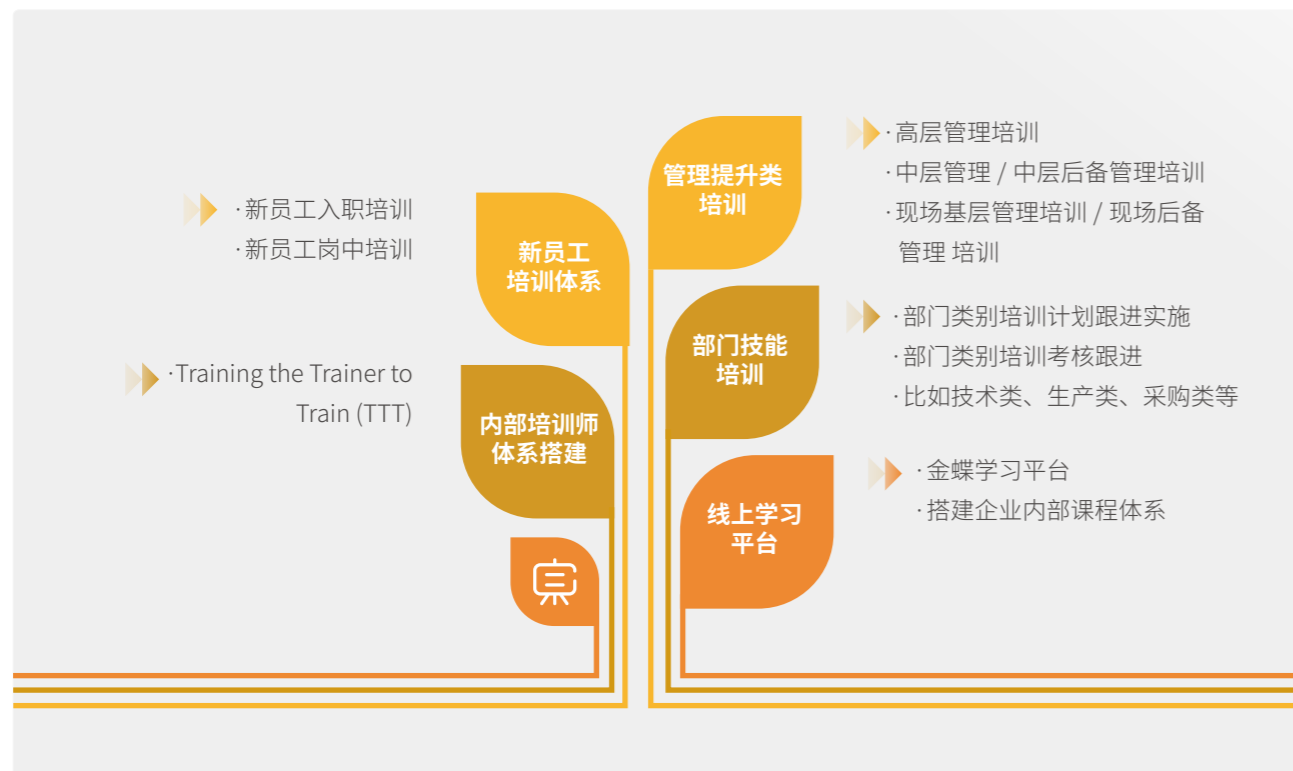 ·新员工入职培训
·新员工岗中培训
新员工
培训体系
·Training the Trainer to
Train (TTT)
内部培训师
体系搭建
管理提升类
培训
·高层管理培训
·中层管理 / 中层后备管理培训
·现场基层管理培训 / 现场后备
管理 培训
部门技能
培训
·部门类别培训计划跟进实施
·部门类别培训考核跟进
·比如技术类、生产类、采购类等
线上学习
平台
·金蝶学习平台
·搭建企业内部课程体系